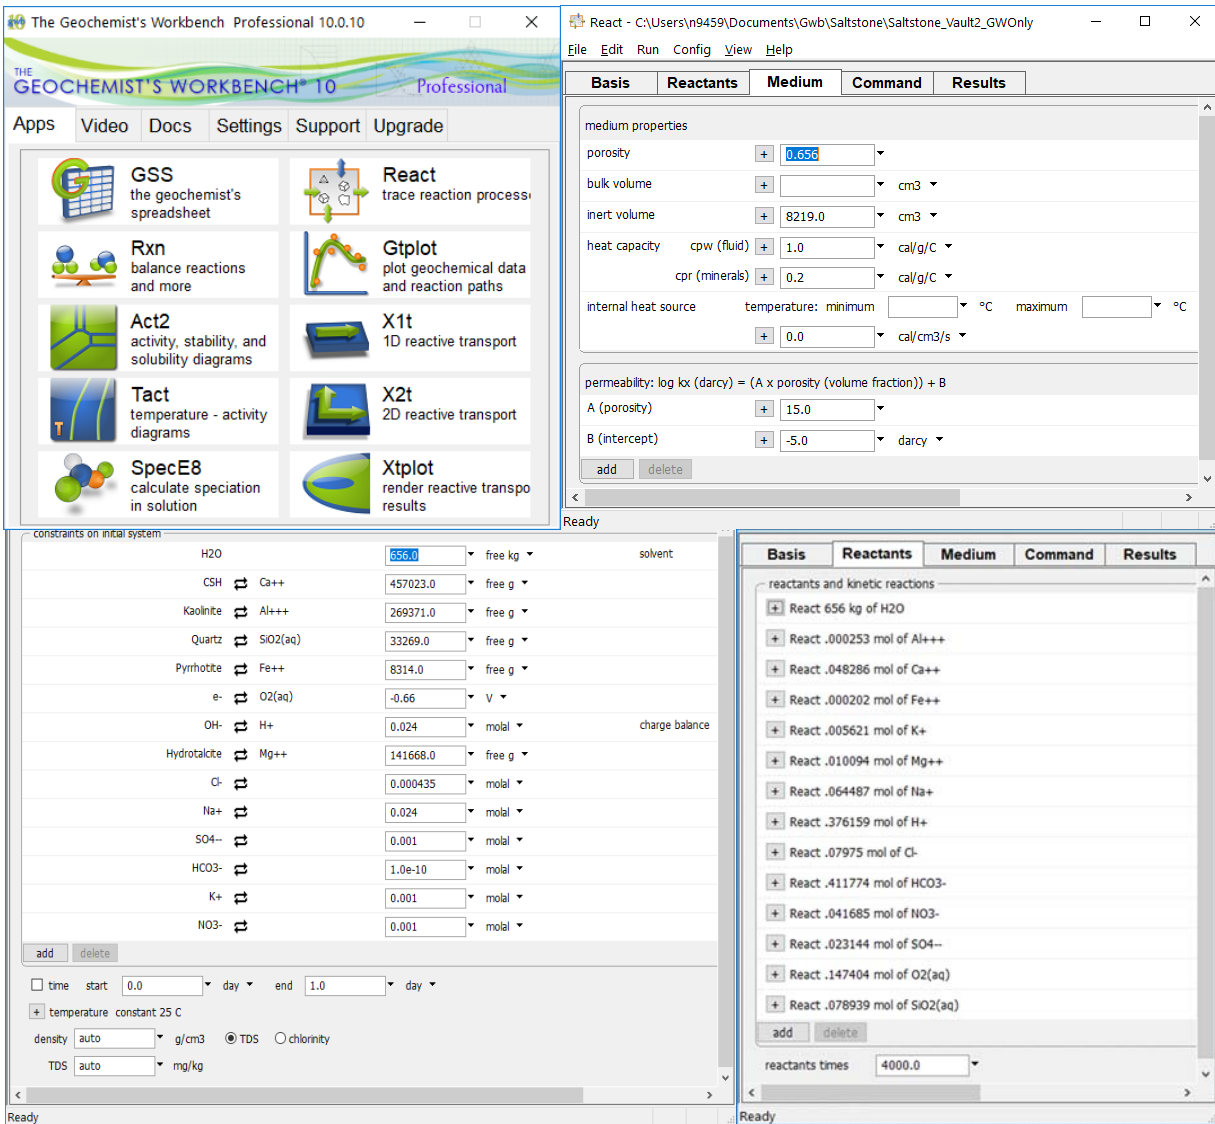 The Geochemist's Workbench Professional 10.0.10
THE
GEOCHEMIST'S WORKBENCH® 10 Professional
Apps Video Docs Settings Support Upgrade
GSS
the geochemist's
spreadsheet
React
trace reaction processe
Rxn
balance reactions
and more
Gtplot
plot geochemical data
and reaction paths
Act2
activity, stability, and
solubility diagrams
X1t
1D reactive transport
Tact
temperature - activity
diagrams
T
X2t
2D reactive transport
SpecE8
calculate speciation
in solution
Xtplot
render reactive transpo
results
React - C:\Users\n9459\Documents\Gwb\Saltstone\Saltstone_Vault2_GWOnly
File Edit Run Config View Help
Basis Reactants Medium Command Results
medium properties
porosity + 0.656
bulk volume + cm3
inert volume + 8219.0 cm3
heat capacity cpw (fluid) + 1.0 cal/g/C
cpr (minerals) + 0.2 cal/g/C
internal heat source temperature: minimum °C maximum °C
+ 0.0 cal/cm3/s
permeability: log kx (darcy) = (A x porosity (volume fraction)) + B
A (porosity) + 15.0
B (intercept) + -5.0 darcy
add delete
Ready
constraints on initial system
H2O 656.0 free kg solvent
CSH Ca++ 457023.0 free g
Kaolinite Al+++ 269371.0 free g
Quartz SiO2(aq) 33269.0 free g
Pyrrhotite Fe++ 8314.0 free g
e- O2(aq) -0.66 V
OH- H+ 0.024 molal charge balance
Hydrotalcite Mg++ 141668.0 free g
Cl- 0.000435 molal
Na+ 0.024 molal
SO4-- 0.001 molal
HCO3- 1.0e-10 molal
K+ 0.001 molal
NO3- 0.001 molal
add delete
time start 0.0 day end 1.0 day
+ temperature constant 25 C
density auto g/cm3 TDS chlorinity
TDS auto mg/kg
Ready
Basis Reactants Medium Command Results
reactants and kinetic reactions
+ React 656 kg of H2O
+ React .000253 mol of Al+++
+ React .048286 mol of Ca++
+ React .000202 mol of Fe++
+ React .005621 mol of K+
+ React .010094 mol of Mg++
+ React .064487 mol of Na+
+ React .376159 mol of H+
+ React .07975 mol of Cl-
+ React .411774 mol of HCO3-
+ React .041685 mol of NO3-
+ React .023144 mol of SO4--
+ React .147404 mol of O2(aq)
+ React .078939 mol of SiO2(aq)
add delete
reactants times 4000.0
Ready